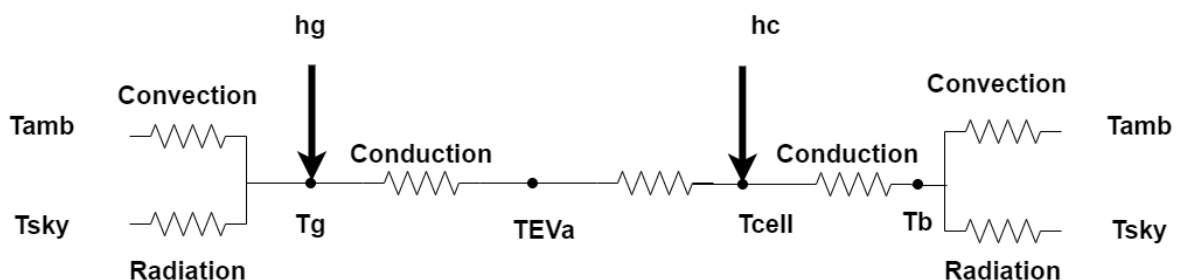 hg
hc
Convection
Convection
Tamb
Tamb
Conduction
Conduction
Tsky
Tg
TEVa
Tcell
Tb
Tsky
Radiation
Radiation